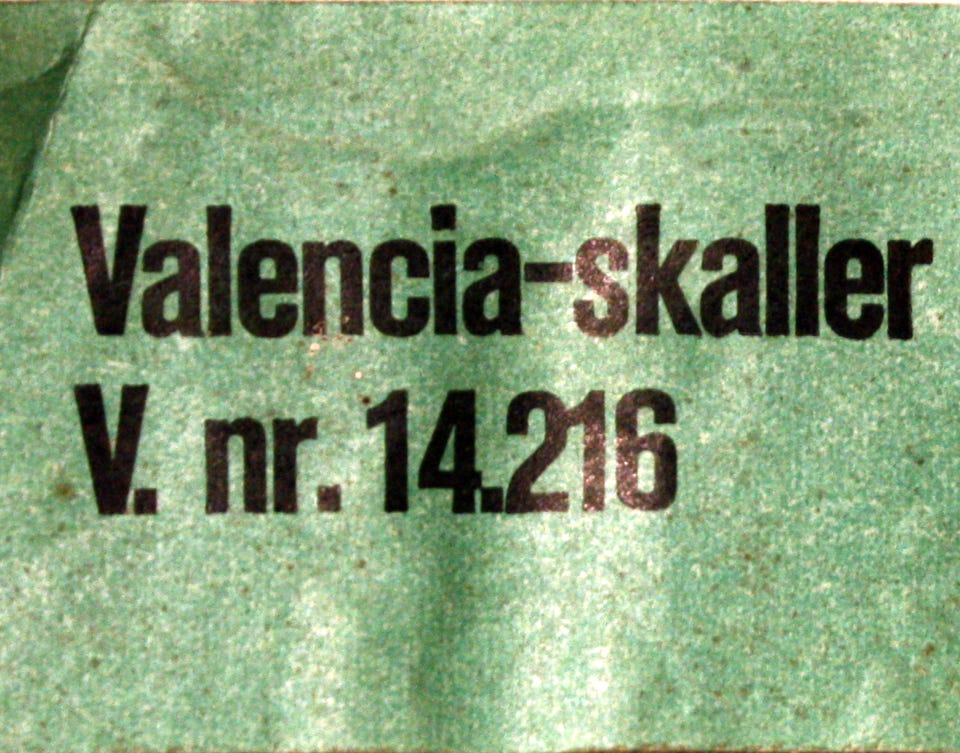 Valencia-skaller
V. nr. 14.216